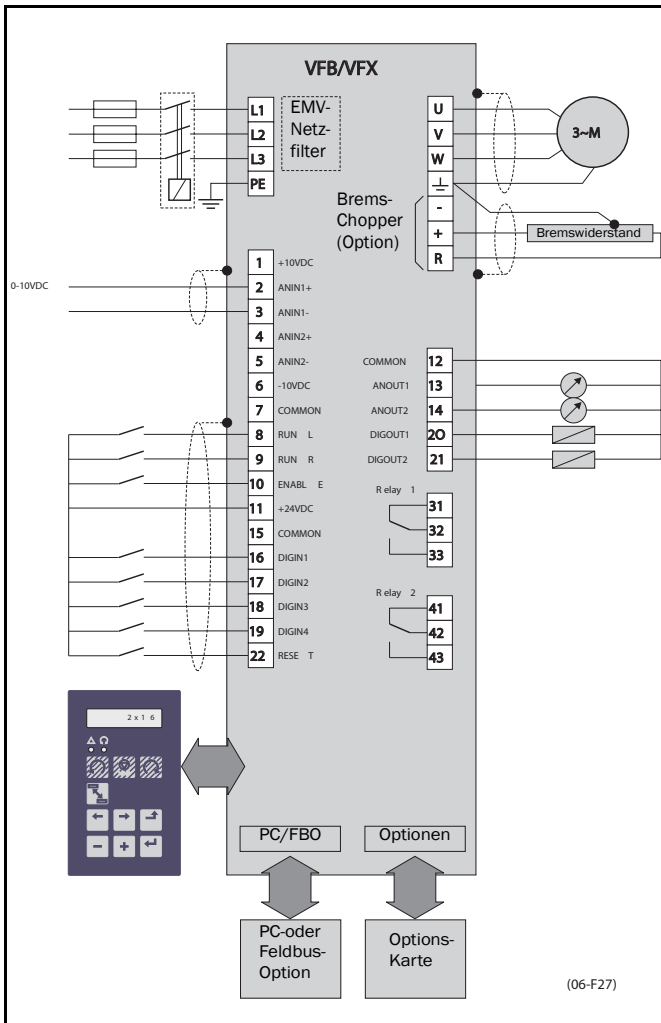 VFB/VFX
L1
L2
L3
PE
EMV-
Netz-
filter
U
V
W
3~M
-
+
R
Brems-
Chopper
(Option)
Bremswiderstand
0-10VDC
1 +10VDC
2 ANIN1+
3 ANIN1-
4 ANIN2+
5 ANIN2-
6 -10VDC
7 COMMON
8 RUN L
9 RUN R
10 ENABL E
11 +24VDC
15 COMMON
16 DIGIN1
17 DIGIN2
18 DIGIN3
19 DIGIN4
22 RESE T
COMMON 12
ANOUT1 13
ANOUT2 14
DIGOUT1 20
DIGOUT2 21
R elay 1
31
32
33
R elay 2
41
42
43
2 x 1 6
- +
PC/FBO
Optionen
PC-oder
Feldbus-
Option
Options-
Karte
(06-F27)